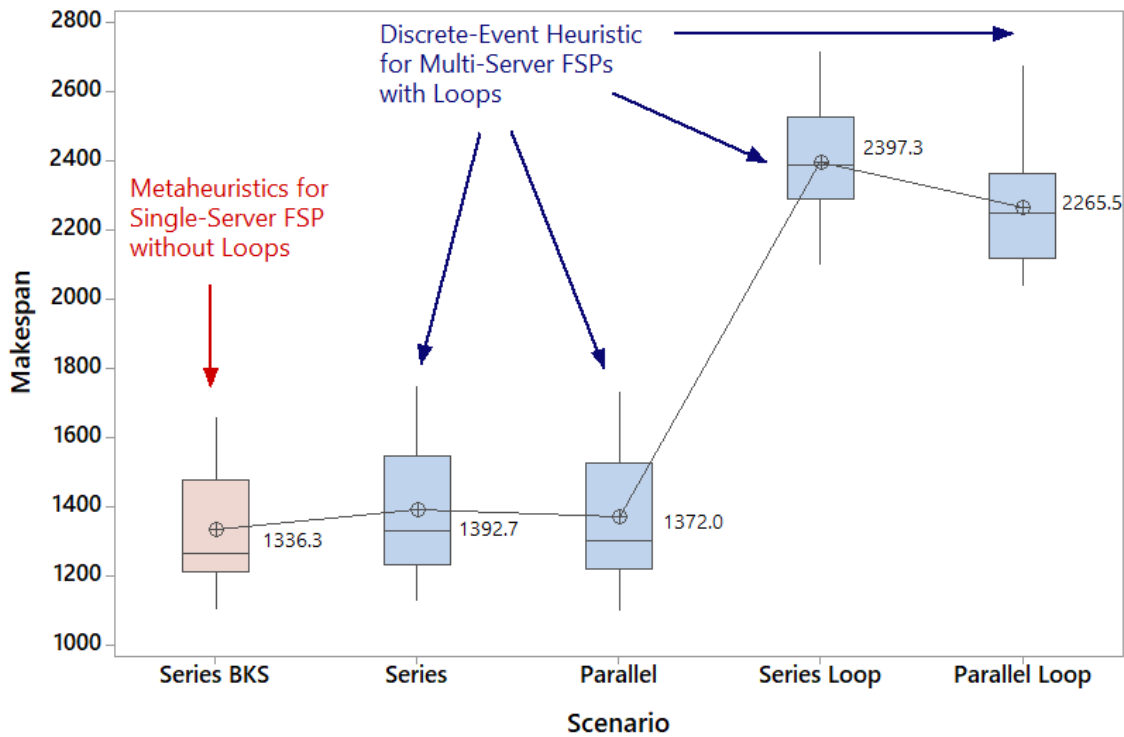 2800
2600
2400
2200
2000
1800
1600
1400
1200
1000
Makespan
Discrete-Event Heuristic
for Multi-Server FSPs
with Loops
Metaheuristics for
Single-Server FSP
without Loops
1336.3
1392.7
1372.0
2397.3
2265.5
Series BKS
Series
Parallel
Series Loop
Parallel Loop
Scenario